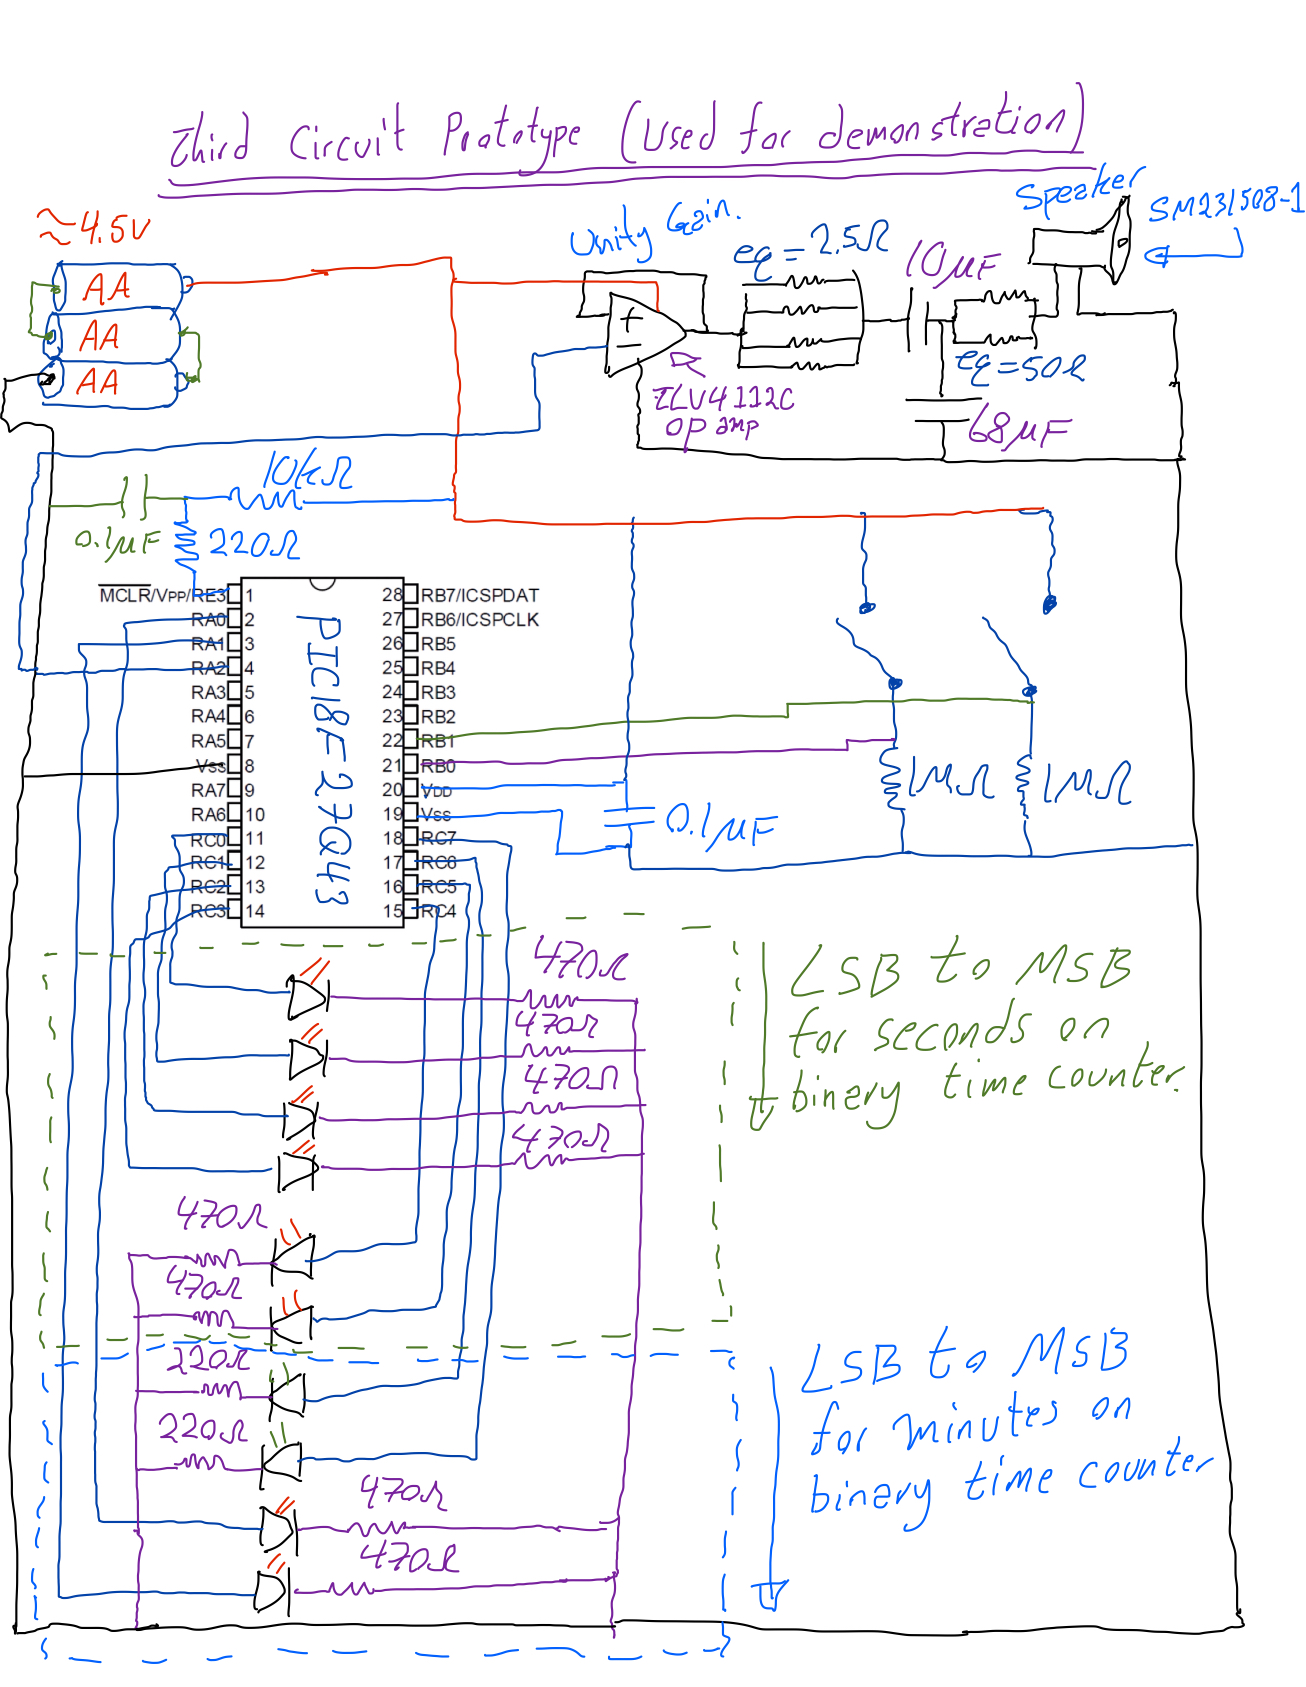 Third Circuit Prototype (Used for demonstration)
Speaker
SM231508-1
≈4.5V
Unity Gain.
eq = 2.5Ω
10μF
AA
AA
AA
+
−
TLV4112C
op amp
eq=50Ω
68μF
10kΩ
0.1μF
220Ω
MCLR/VPP/RE3 1
RA0 2
RA1 3
RA2 4
RA3 5
RA4 6
RA5 7
Vss 8
RA7 9
RA6 10
RC0 11
RC1 12
RC2 13
RC3 14
PIC18F27Q43
28 RB7/ICSPDAT
27 RB6/ICSPCLK
26 RB5
25 RB4
24 RB3
23 RB2
22 RB1
21 RB0
20 VDD
19 Vss
18 RC7
17 RC6
16 RC5
15 RC4
1MΩ
1MΩ
0.1μF
470Ω
470Ω
470Ω
470Ω
LSB to MSB
for seconds on
binary time counter.
470Ω
470Ω
220Ω
220Ω
470Ω
470Ω
LSB to MSB
for minutes on
binary time counter